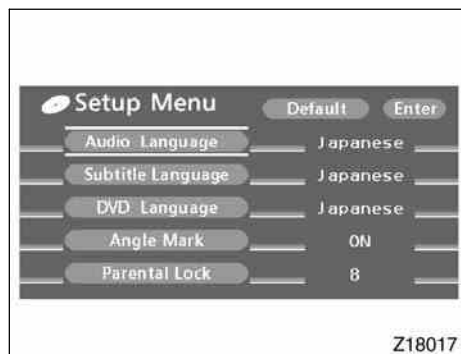 Setup Menu Default Enter
Audio Language Japanese
Subtitle Language Japanese
DVD Language Japanese
Angle Mark ON
Parental Lock 8
Z18017